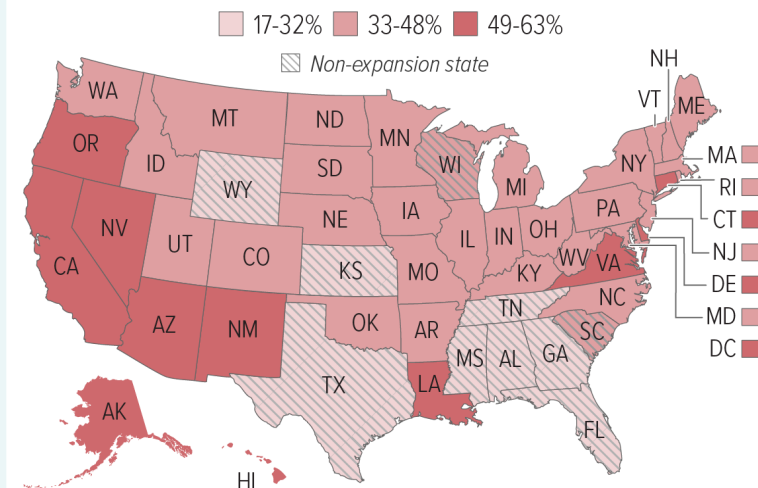 17-32% 33-48% 49-63%
Non-expansion state
NH
VT
WA
ME
MT
ND
MN
OR
ID
SD
WI
NY
MA
WY
MI
RI
IA
PA
NE
CT
NV
IL
IN
OH
UT
CO
NJ
WV
VA
CA
KS
MO
KY
DE
NC
TN
MD
AZ
NM
OK
AR
SC
DC
MS
AL
GA
TX
LA
AK
FL
HI